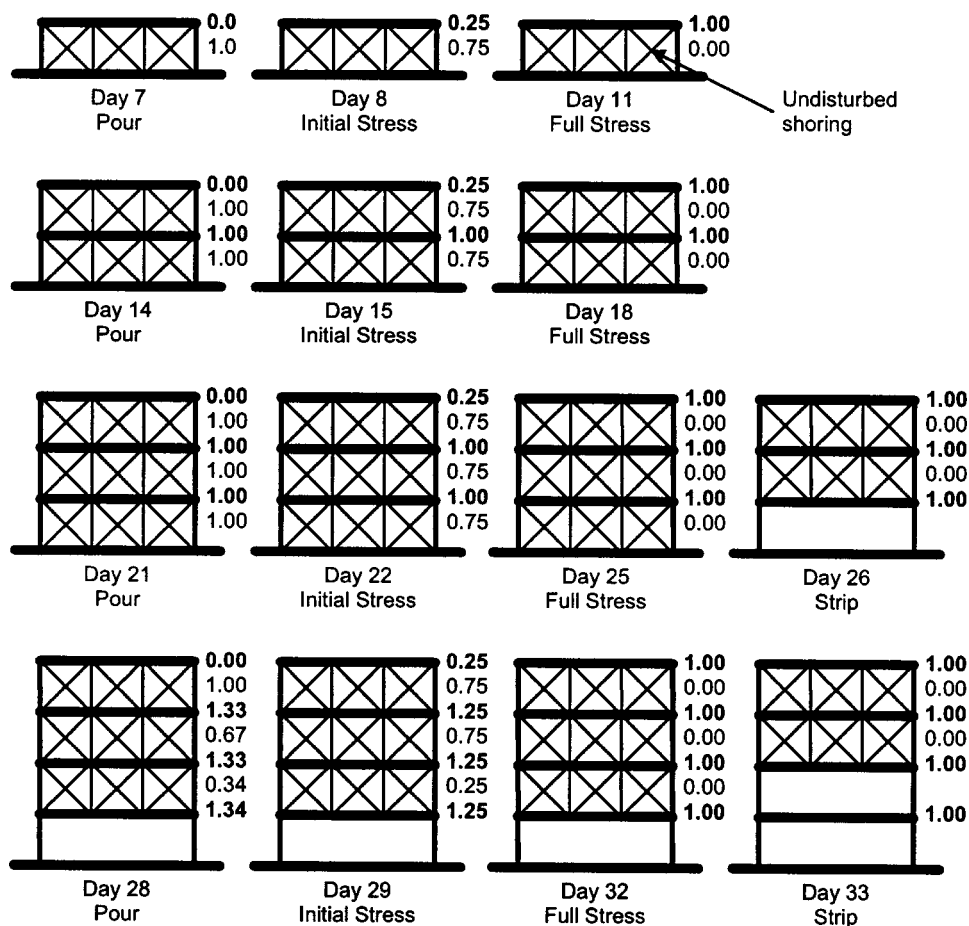 0.0
1.0
Day 7
Pour
0.25
0.75
Day 8
Initial Stress
1.00
0.00
Day 11
Full Stress
Undisturbed
shoring
0.00
1.00
1.00
1.00
Day 14
Pour
0.25
0.75
1.00
0.75
Day 15
Initial Stress
1.00
0.00
1.00
0.00
Day 18
Full Stress
0.00
1.00
1.00
1.00
1.00
1.00
Day 21
Pour
0.25
0.75
1.00
0.75
1.00
0.75
Day 22
Initial Stress
1.00
0.00
1.00
0.00
1.00
0.00
Day 25
Full Stress
1.00
0.00
1.00
0.00
1.00
Day 26
Strip
0.00
1.00
1.33
0.67
1.33
0.34
1.34
Day 28
Pour
0.25
0.75
1.25
0.75
1.25
0.25
1.25
Day 29
Initial Stress
1.00
0.00
1.00
0.00
1.00
0.00
1.00
Day 32
Full Stress
1.00
0.00
1.00
0.00
1.00
1.00
Day 33
Strip